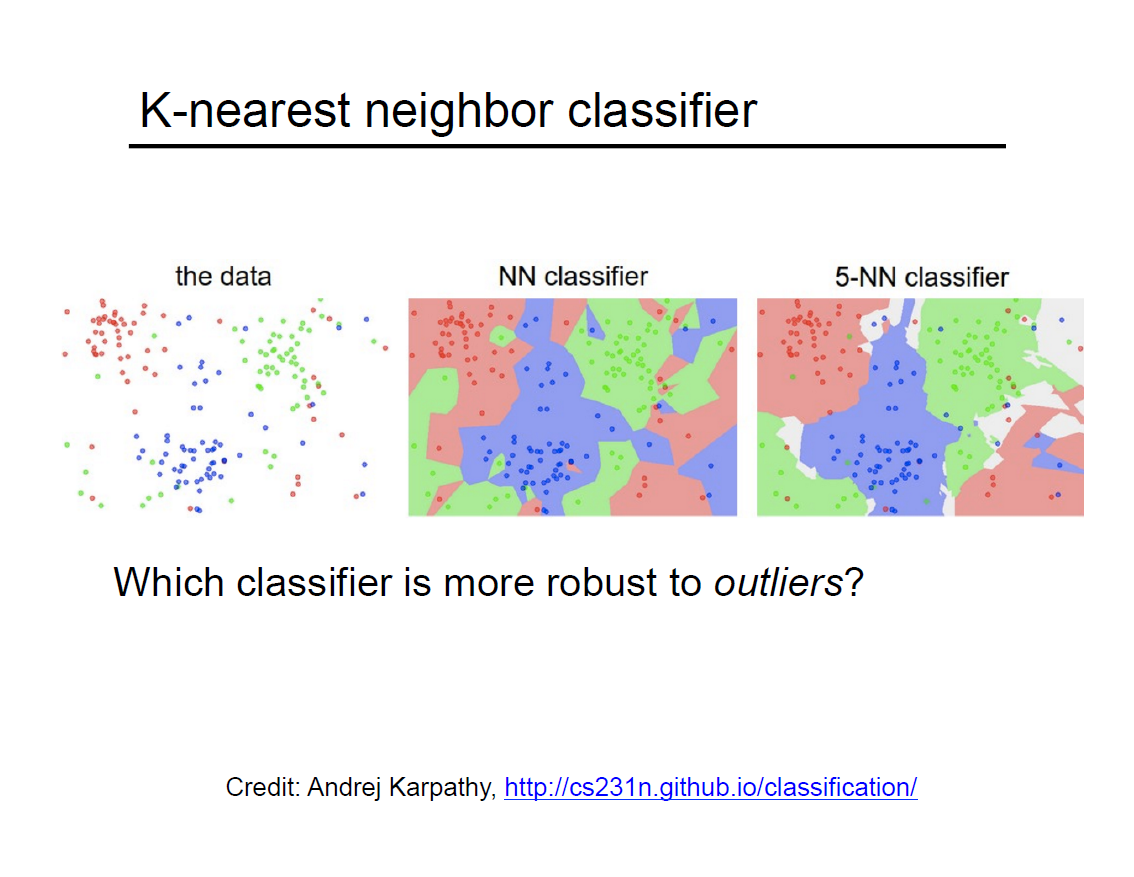 K-nearest neighbor classifier
the data
NN classifier
5-NN classifier
Which classifier is more robust to outliers?
Credit: Andrej Karpathy, http://cs231n.github.io/classification/